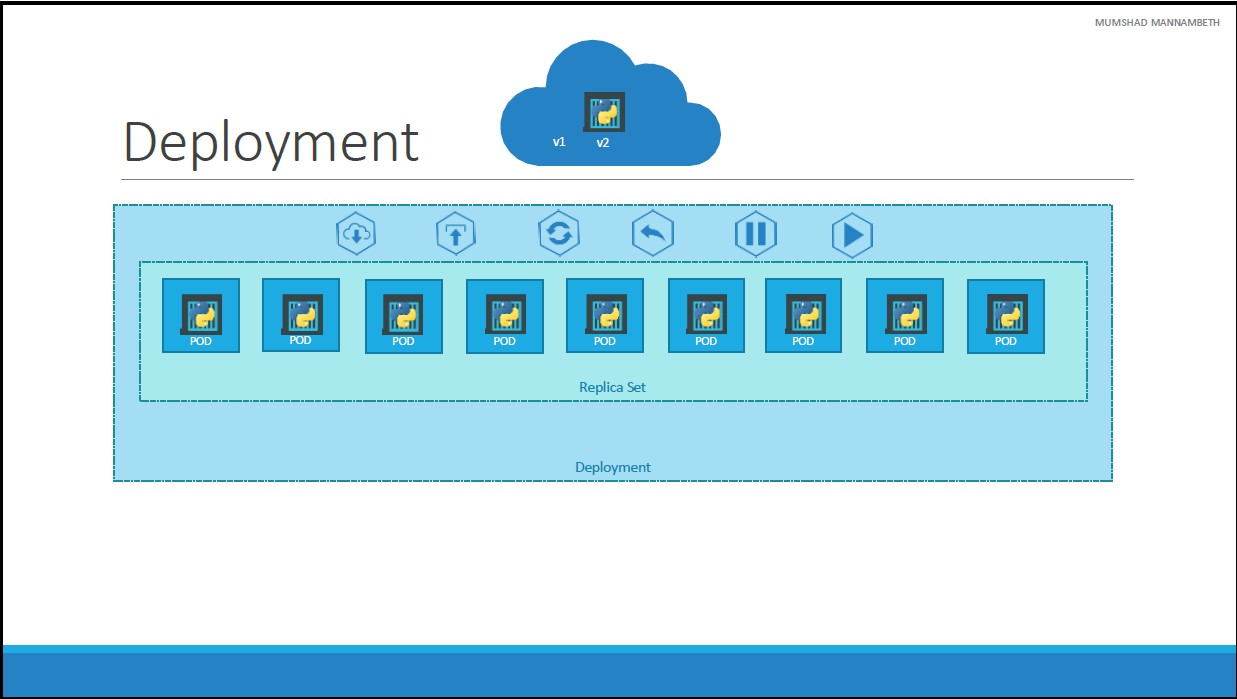 MUMSHAD MANNAMBETH
Deployment
v1 v2
POD POD POD POD POD POD POD POD POD
Replica Set
Deployment